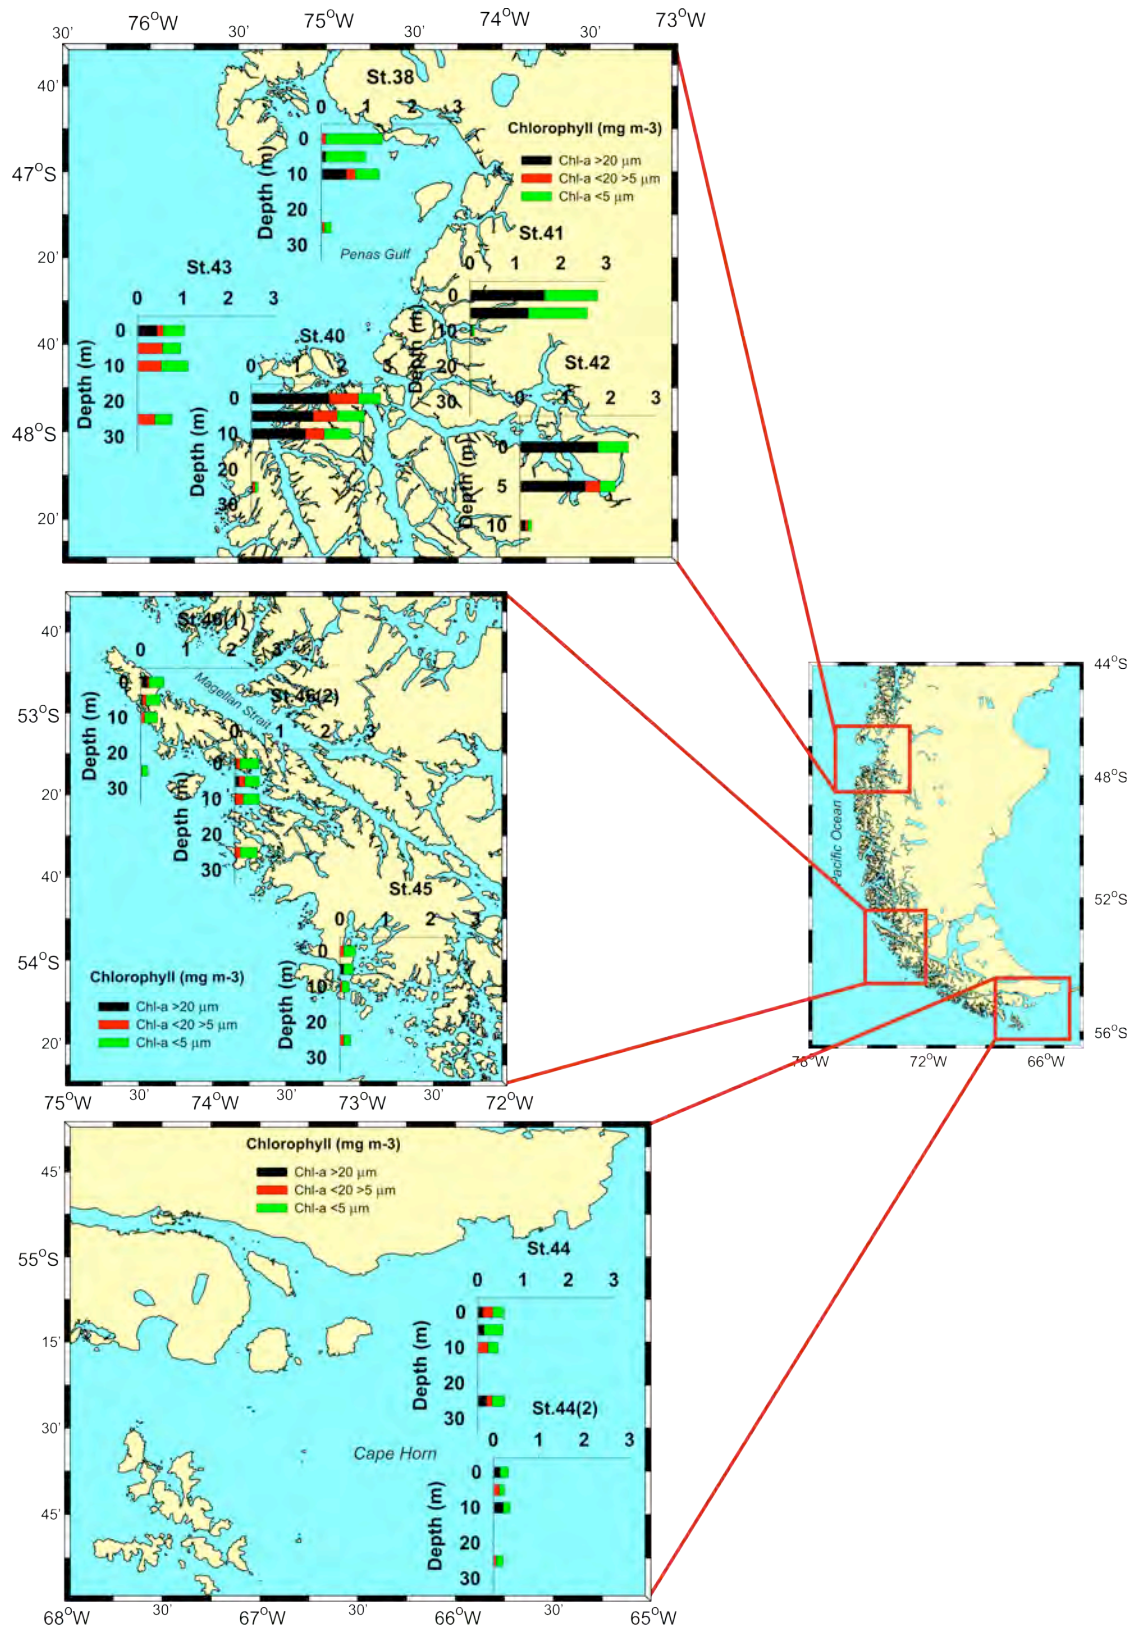 76°W 75°W 74°W 73°W
30' 30' 30' 30'
40'
47°S
20'
40'
48°S
20'
St.38
0 1 2 3
0
10
20
30
Depth (m)
Chlorophyll (mg m-3)
Chl-a >20 µm
Chl-a <20 >5 µm
Chl-a <5 µm
Penas Gulf
St.41
0 1 2 3
0
10
20
30
Depth (m)
St.43
0 1 2 3
0
10
20
30
Depth (m)
St.40
0 1 2 3
0
10
20
30
Depth (m)
St.42
0 1 2 3
0
5
10
Depth (m)
40'
53°S
20'
40'
54°S
20'
75°W 30' 74°W 30' 73°W 30' 72°W
St.46(1)
0 1 2 3
0
10
20
30
Depth (m)
Magellan Strait
St.46(2)
0 1 2 3
0
10
20
30
Depth (m)
St.45
0 1 2 3
0
10
20
30
Depth (m)
Chlorophyll (mg m-3)
Chl-a >20 µm
Chl-a <20 >5 µm
Chl-a <5 µm
44°S
48°S
52°S
56°S
76°W 72°W 66°W
Pacific Ocean
45'
55°S
15'
30'
45'
68°W 30' 67°W 30' 66°W 30' 65°W
Chlorophyll (mg m-3)
Chl-a >20 µm
Chl-a <20 >5 µm
Chl-a <5 µm
St.44
0 1 2 3
0
10
20
30
Depth (m)
St.44(2)
0 1 2 3
0
10
20
30
Depth (m)
Cape Horn